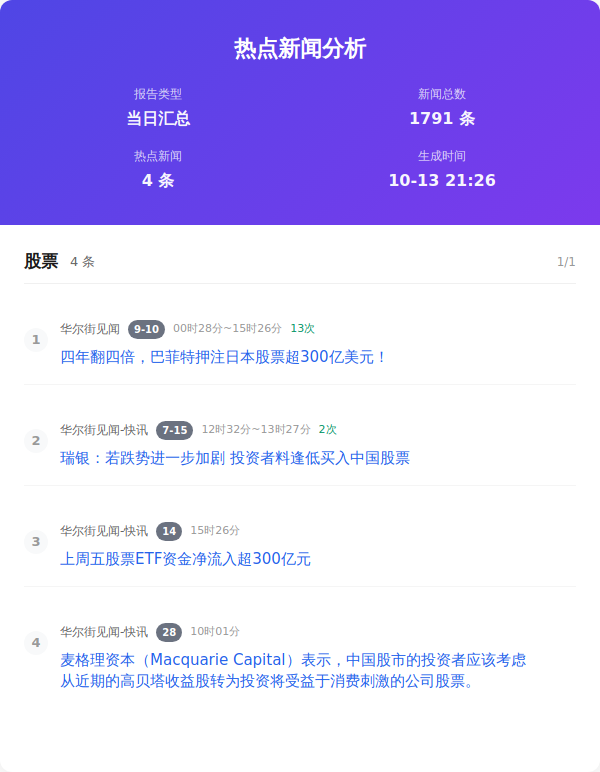 热点新闻分析
报告类型
新闻总数
当日汇总
1791 条
热点新闻
生成时间
4 条
10-13 21:26
股票 4 条 1/1
1
华尔街见闻 9-10 00时28分~15时26分 13次
四年翻四倍，巴菲特押注日本股票超300亿美元！
2
华尔街见闻-快讯 7-15 12时32分~13时27分 2次
瑞银：若跌势进一步加剧 投资者料逢低买入中国股票
3
华尔街见闻-快讯 14 15时26分
上周五股票ETF资金净流入超300亿元
4
华尔街见闻-快讯 28 10时01分
麦格理资本（Macquarie Capital）表示，中国股市的投资者应该考虑
从近期的高贝塔收益股转为投资将受益于消费刺激的公司股票。